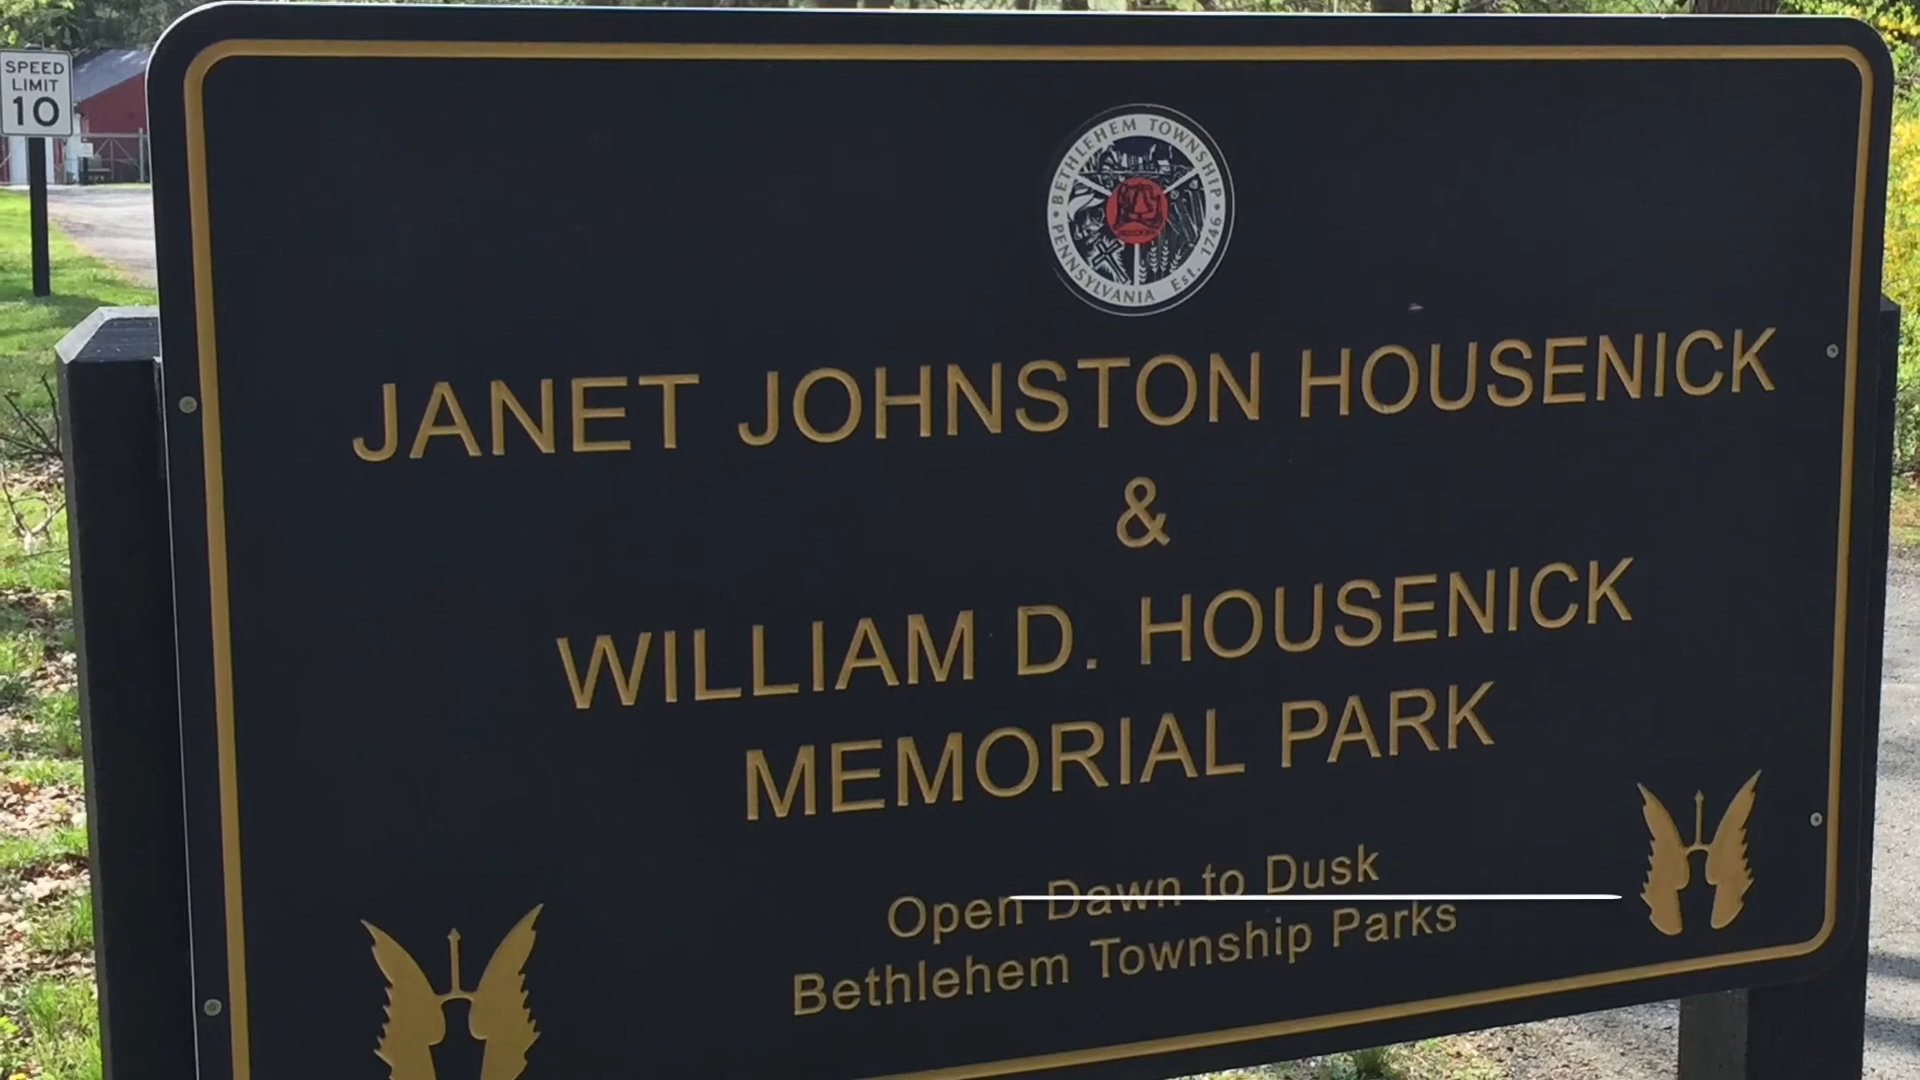 SPEED
LIMIT
10
BETHLEHEM TOWNSHIP
PENNSYLVANIA Est. 1746
JANET JOHNSTON HOUSENICK
&
WILLIAM D. HOUSENICK
MEMORIAL PARK
Open Dawn to Dusk
Bethlehem Township Parks